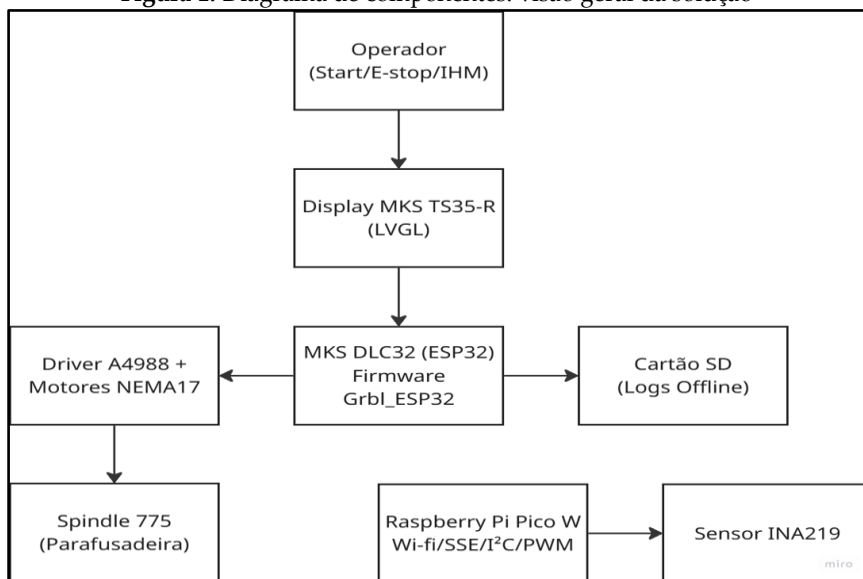 Figura 1: Diagrama de componentes: visão geral da solução
Operador
(Start/E-stop/IHM)
Display MKS TS35-R
(LVGL)
Driver A4988 +
Motores NEMA17
MKS DLC32 (ESP32)
Firmware
Grbl_ESP32
Cartão SD
(Logs Offline)
Spindle 775
(Parafusadeira)
Raspberry Pi Pico W
Wi-fi/SSE/I²C/PWM
Sensor INA219
miro